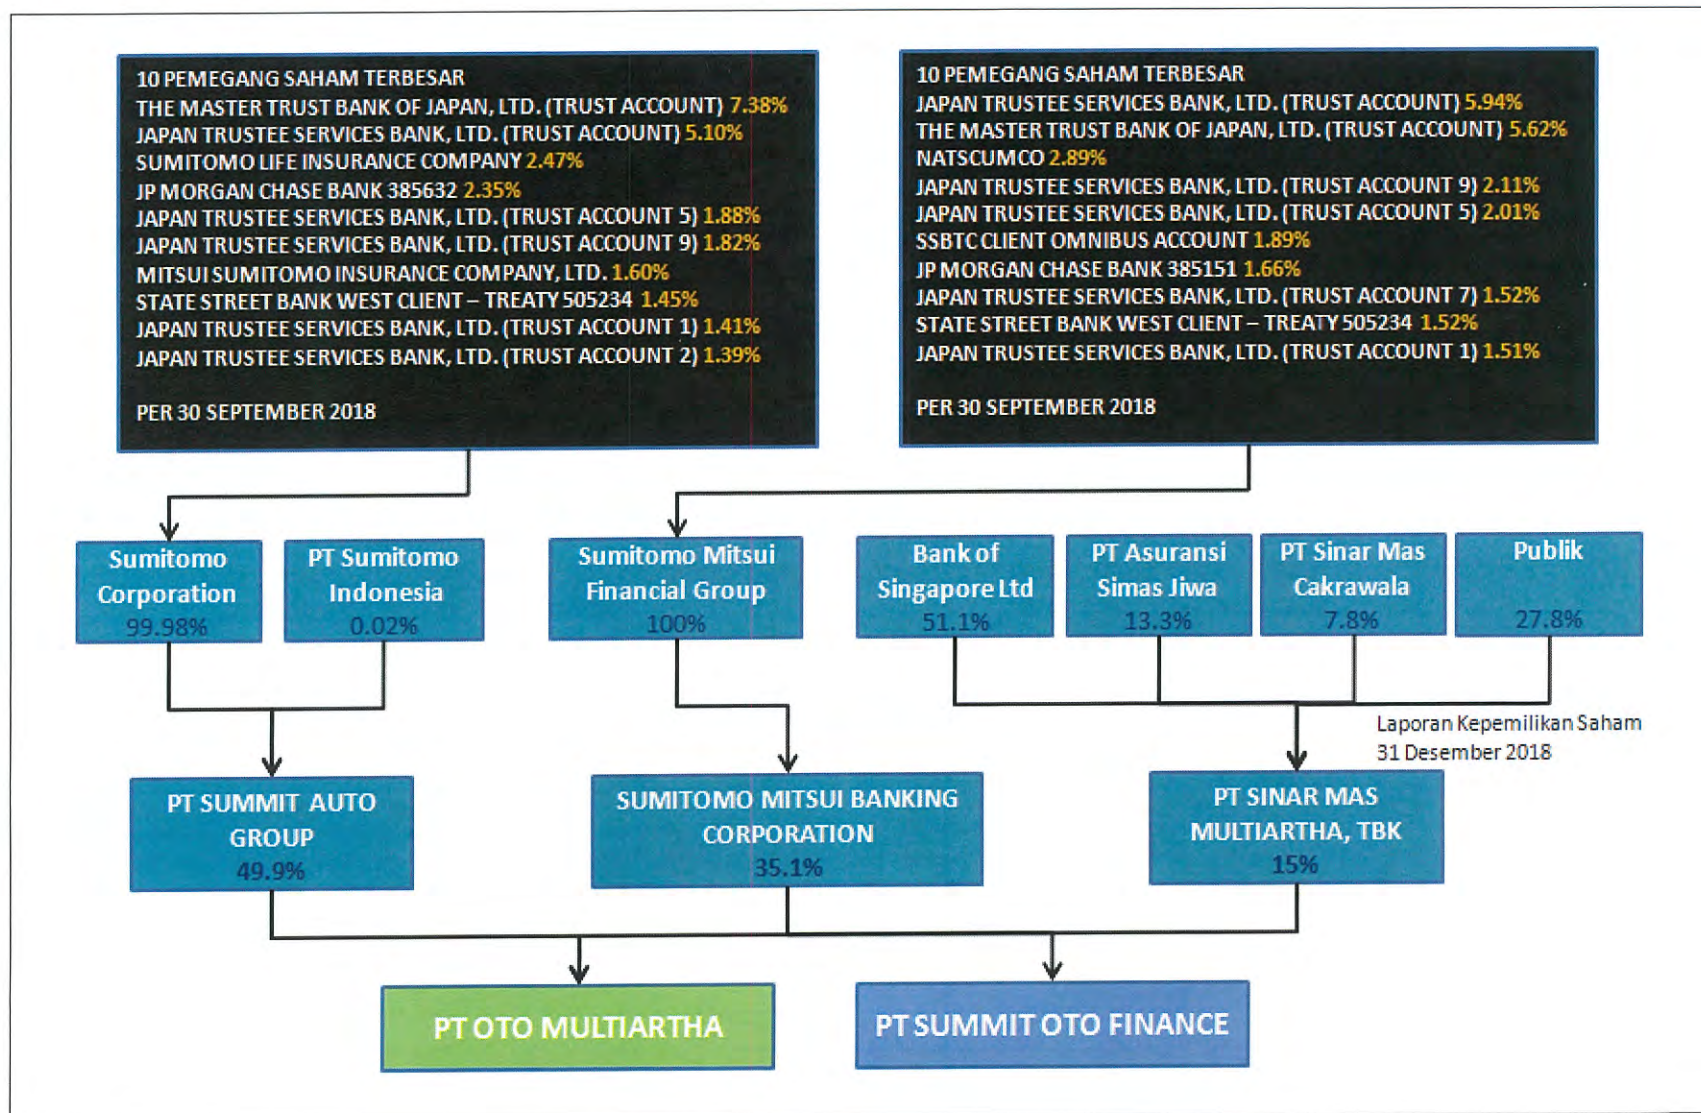 10 PEMEGANG SAHAM TERBESAR
THE MASTER TRUST BANK OF JAPAN, LTD. (TRUST ACCOUNT) 7.38%
JAPAN TRUSTEE SERVICES BANK, LTD. (TRUST ACCOUNT) 5.10%
SUMITOMO LIFE INSURANCE COMPANY 2.47%
JP MORGAN CHASE BANK 385632 2.35%
JAPAN TRUSTEE SERVICES BANK, LTD. (TRUST ACCOUNT 5) 1.88%
JAPAN TRUSTEE SERVICES BANK, LTD. (TRUST ACCOUNT 9) 1.82%
MITSUI SUMITOMO INSURANCE COMPANY, LTD. 1.60%
STATE STREET BANK WEST CLIENT – TREATY 505234 1.45%
JAPAN TRUSTEE SERVICES BANK, LTD. (TRUST ACCOUNT 1) 1.41%
JAPAN TRUSTEE SERVICES BANK, LTD. (TRUST ACCOUNT 2) 1.39%
PER 30 SEPTEMBER 2018
10 PEMEGANG SAHAM TERBESAR
JAPAN TRUSTEE SERVICES BANK, LTD. (TRUST ACCOUNT) 5.94%
THE MASTER TRUST BANK OF JAPAN, LTD. (TRUST ACCOUNT) 5.62%
NATSCUMCO 2.89%
JAPAN TRUSTEE SERVICES BANK, LTD. (TRUST ACCOUNT 9) 2.11%
JAPAN TRUSTEE SERVICES BANK, LTD. (TRUST ACCOUNT 5) 2.01%
SSBTC CLIENT OMNIBUS ACCOUNT 1.89%
JP MORGAN CHASE BANK 385151 1.66%
JAPAN TRUSTEE SERVICES BANK, LTD. (TRUST ACCOUNT 7) 1.52%
STATE STREET BANK WEST CLIENT – TREATY 505234 1.52%
JAPAN TRUSTEE SERVICES BANK, LTD. (TRUST ACCOUNT 1) 1.51%
PER 30 SEPTEMBER 2018
Sumitomo
Corporation
99.98%
PT Sumitomo
Indonesia
0.02%
Sumitomo Mitsui
Financial Group
100%
Bank of
Singapore Ltd
51.1%
PT Asuransi
Simas Jiwa
13.3%
PT Sinar Mas
Cakrawala
7.8%
Publik
27.8%
Laporan Kepemilikan Saham
31 Desember 2018
PT SUMMIT AUTO
GROUP
49.9%
SUMITOMO MITSUI BANKING
CORPORATION
35.1%
PT SINAR MAS
MULTIARTHA, TBK
15%
PT OTO MULTIARTHA
PT SUMMIT OTO FINANCE